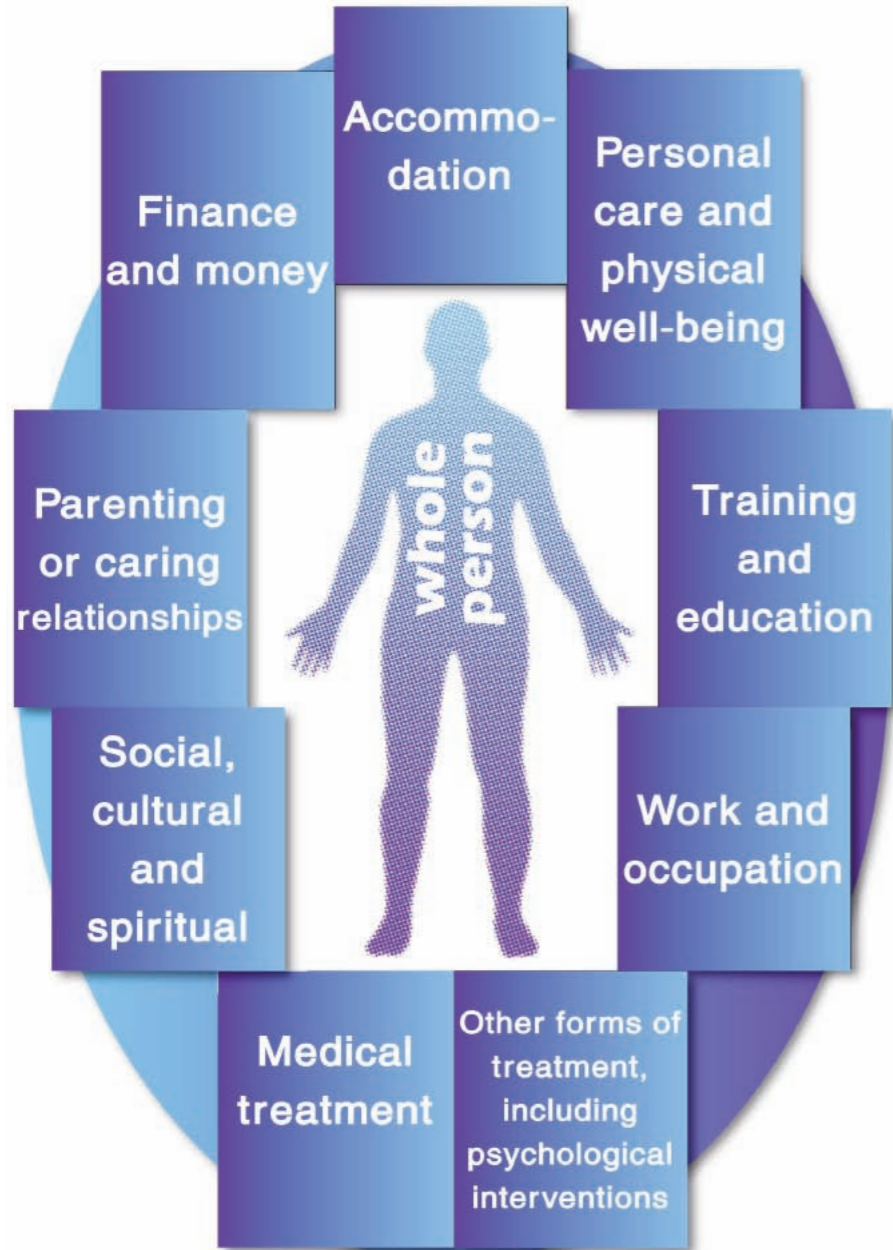 Accommo-
dation
Personal
care and
physical
well-being
Training
and
education
Work and
occupation
Other forms of
treatment,
including
psychological
interventions
Medical
treatment
Social,
cultural
and
spiritual
Parenting
or caring
relationships
Finance
and money
whole
person